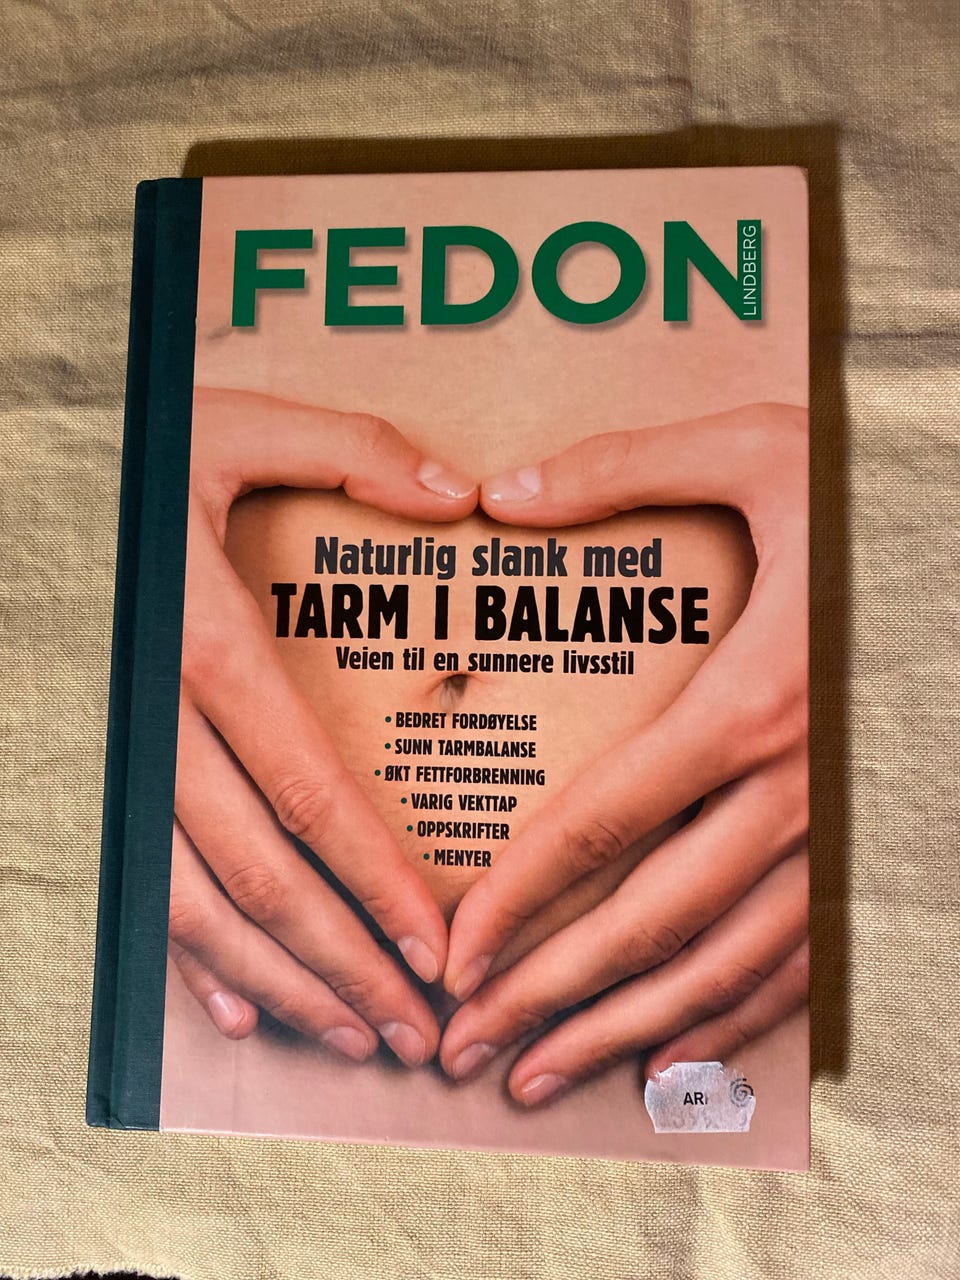 FEDON
LINDBERG
Naturlig slank med
TARM I BALANSE
Veien til en sunnere livsstil
• BEDRET FORDØYELSE
• SUNN TARMBALANSE
• ØKT FETTFORBRENNING
• VARIG VEKTTAP
• OPPSKRIFTER
• MENYER